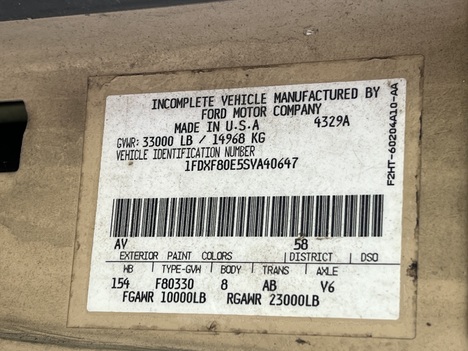 INCOMPLETE VEHICLE MANUFACTURED BY
FORD MOTOR COMPANY
MADE IN U.S.A 4329A
GVWR: 33000 LB / 14968 KG
VEHICLE IDENTIFICATION NUMBER
1FDXF80E5SVA40647
AV 58
EXTERIOR PAINT COLORS DISTRICT DSO
WB TYPE-GVW BODY TRANS AXLE
154 F80330 8 AB V6
FGAWR 10000LB RGAWR 23000LB
F2HT-60204A10-AA